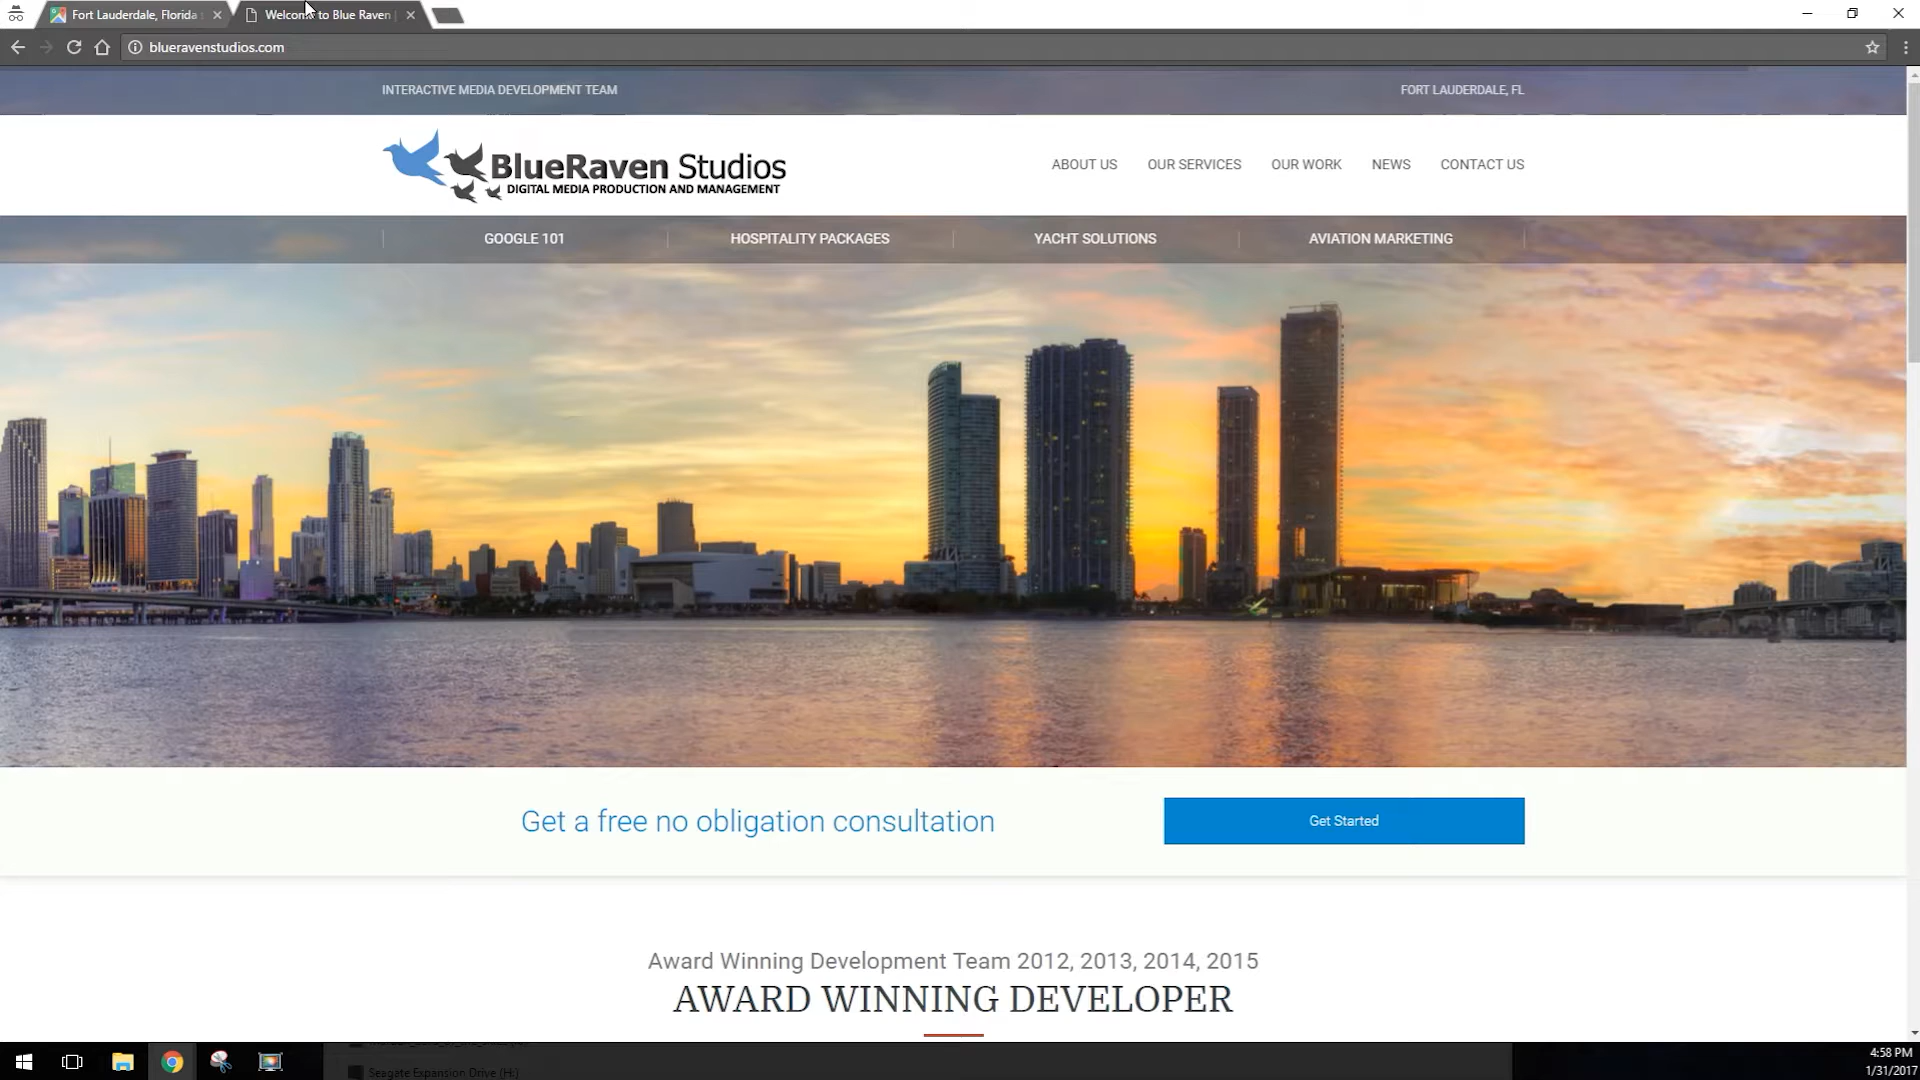 Fort Lauderdale, Florida
Welcome to Blue Raven
blueravenstudios.com
INTERACTIVE MEDIA DEVELOPMENT TEAM
FORT LAUDERDALE, FL
BlueRaven Studios
DIGITAL MEDIA PRODUCTION AND MANAGEMENT
ABOUT US OUR SERVICES OUR WORK NEWS CONTACT US
GOOGLE 101 HOSPITALITY PACKAGES YACHT SOLUTIONS AVIATION MARKETING
Get a free no obligation consultation
Get Started
Award Winning Development Team 2012, 2013, 2014, 2015
AWARD WINNING DEVELOPER
Seagate Expansion Drive (H:)
4:58 PM
1/31/2017